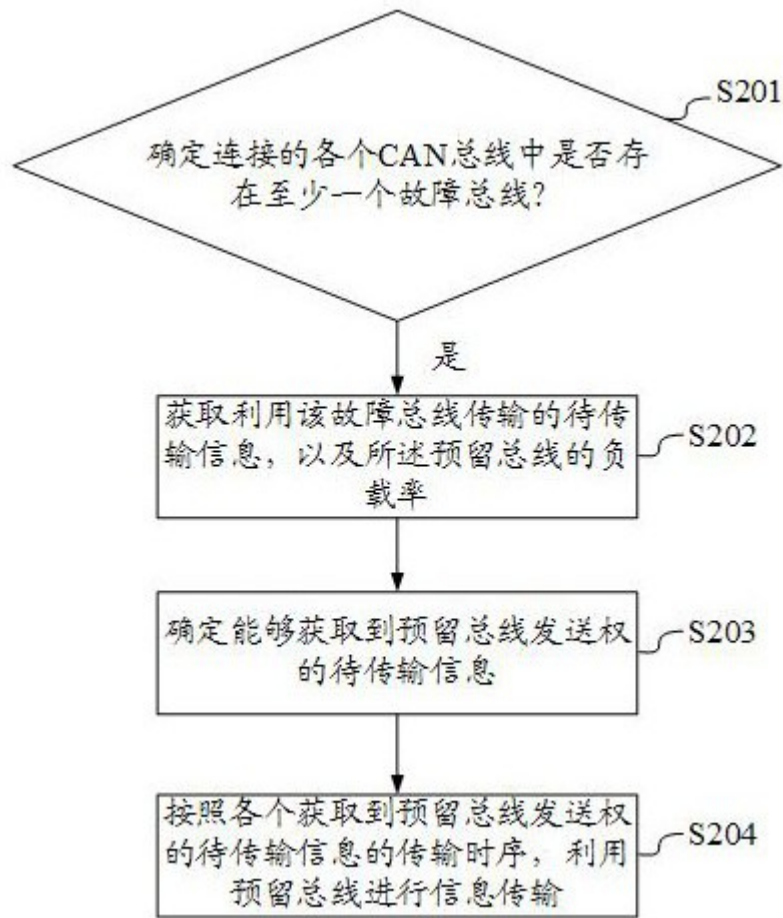 S201
确定连接的各个CAN总线中是否存
在至少一个故障总线?
是
获取利用该故障总线传输的待传
输信息，以及所述预留总线的负
载率
S202
确定能够获取到预留总线发送权
的待传输信息
S203
按照各个获取到预留总线发送权
的待传输信息的传输时序，利用
预留总线进行信息传输
S204